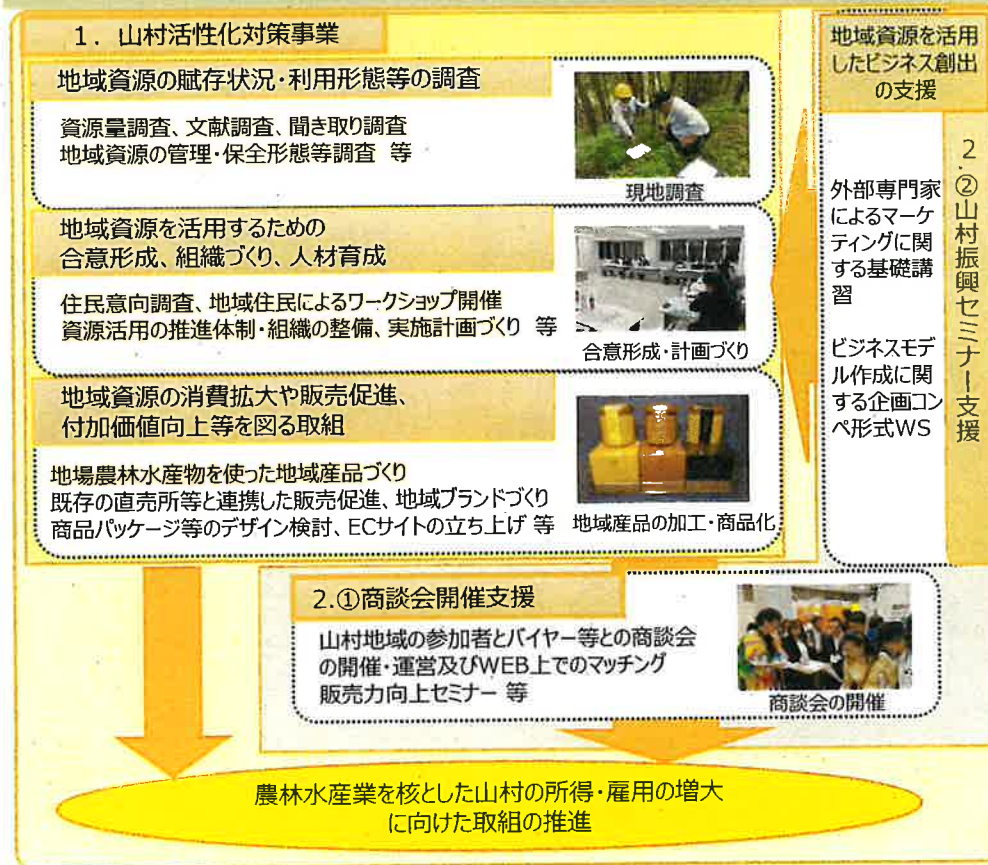 1．山村活性化対策事業
地域資源の賦存状況・利用形態等の調査
資源量調査、文献調査、聞き取り調査
地域資源の管理・保全形態等調査 等
現地調査
地域資源を活用するための
合意形成、組織づくり、人材育成
住民意向調査、地域住民によるワークショップ開催
資源活用の推進体制・組織の整備、実施計画づくり 等
合意形成・計画づくり
地域資源の消費拡大や販売促進、
付加価値向上等を図る取組
地場農林水産物を使った地域産品づくり
既存の直売所等と連携した販売促進、地域ブランドづくり
商品パッケージ等のデザイン検討、ECサイトの立ち上げ 等
地域産品の加工・商品化
地域資源を活用
したビジネス創出
の支援
外部専門家
によるマーケ
ティングに関
する基礎講
習
ビジネスモデ
ル作成に関
する企画コン
ペ形式WS
2.②山村振興セミナー支援
2.①商談会開催支援
山村地域の参加者とバイヤー等との商談会
の開催・運営及びWEB上でのマッチング
販売力向上セミナー 等
商談会の開催
農林水産業を核とした山村の所得・雇用の増大
に向けた取組の推進